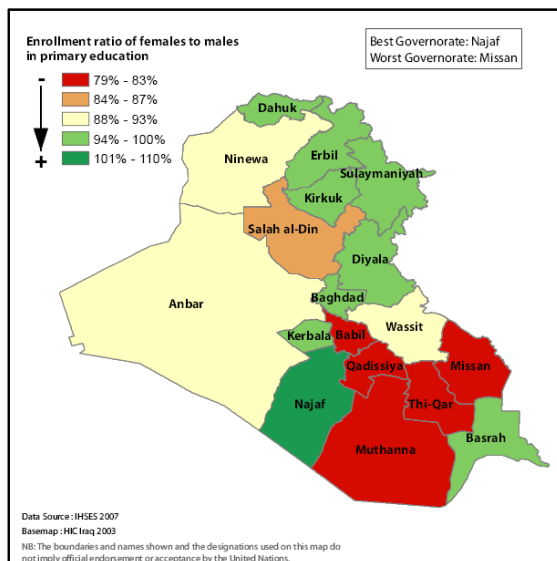 Enrollment ratio of females to males
in primary education
-
79% - 83%
84% - 87%
88% - 93%
94% - 100%
101% - 110%
+
Best Governorate: Najaf
Worst Governorate: Missan
Dahuk
Ninewa
Erbil
Sulaymaniyah
Kirkuk
Salah al-Din
Diyala
Anbar
Baghdad
Wassit
Kerbala
Babil
Qadissiya
Missan
Najaf
Thi-Qar
Basrah
Muthanna
Data Source : IHSES 2007
Basemap : HIC Iraq 2003
NB: The boundaries and names shown and the designations used on this map do
not imply official endorsement or acceptance by the United Nations.